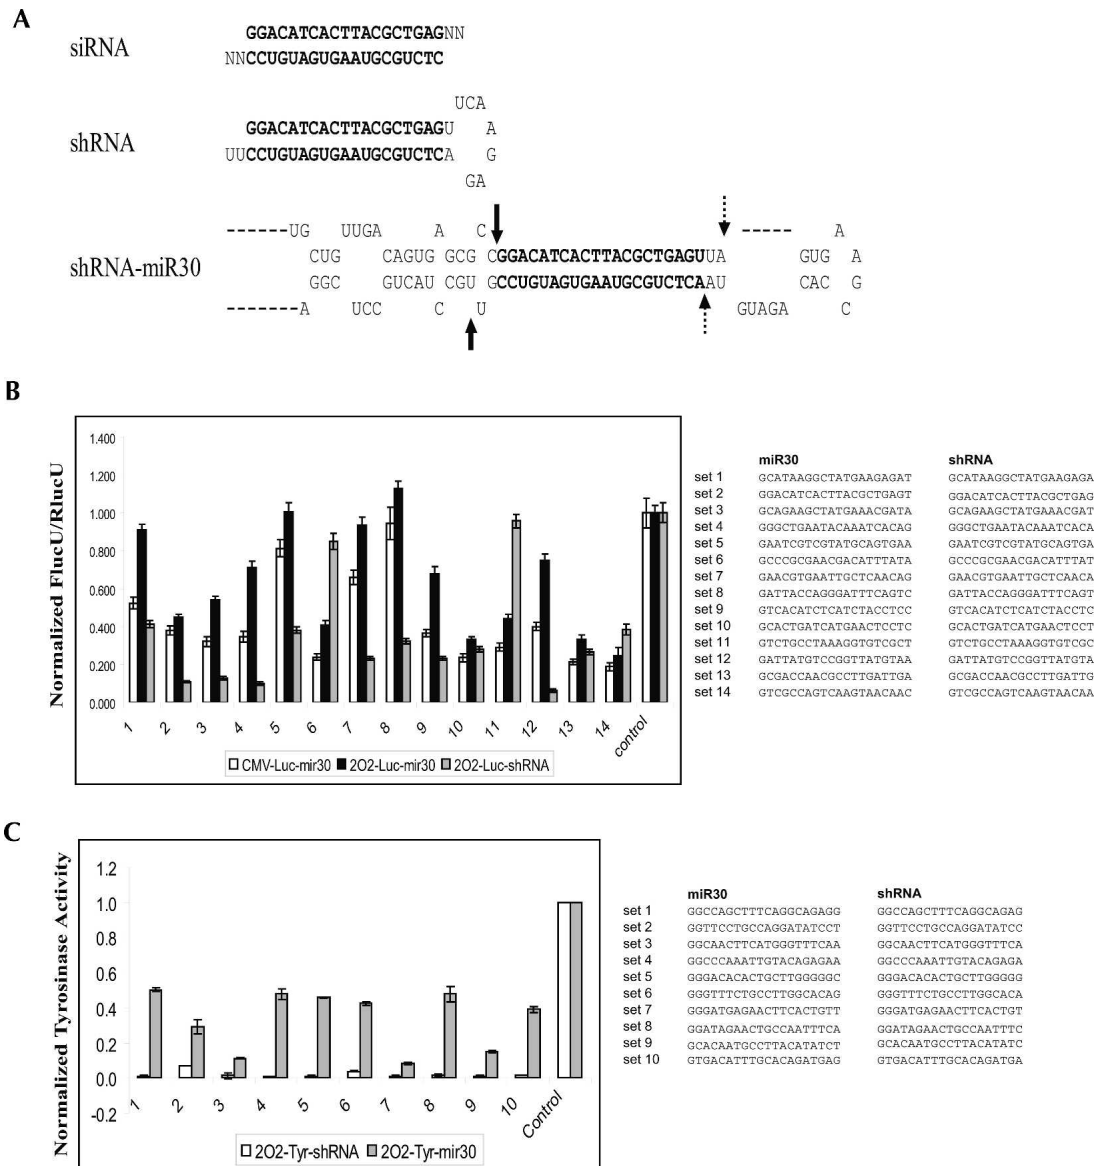 A
GGACATCACTTACGCTGAGNN
siRNA
NNCCUGUAGUGAAUGCGUCUC
UCA
GGACATCACTTACGCTGAGU A
shRNA
UUCCUGUAGUGAAUGCGUCUCA G
GA
------UG UUGA A C ----- A
CUG CAGUG GCG CGGACATCACTTACGCTGAGUUA GUG A
shRNA-miR30
GGC GUCAU CGU GCCUGUAGUGAAUGCGUCUCAAU CAC G
-------A UCC C U GUAGA C
B
Normalized FlucU/RlucU
1.400
1.200
1.000
0.800
0.600
0.400
0.200
0.000
1 2 3 4 5 6 7 8 9 10 11 12 13 14 control
CMV-Luc-mir30 2O2-Luc-mir30 2O2-Luc-shRNA
miR30 shRNA
set 1 GCATAAGGCTATGAAGAGAT GCATAAGGCTATGAAGAGA
set 2 GGACATCACTTACGCTGAGT GGACATCACTTACGCTGAG
set 3 GCAGAAGCTATGAAACGATA GCAGAAGCTATGAAACGAT
set 4 GGGCTGAATACAAATCACAG GGGCTGAATACAAATCACA
set 5 GAATCGTCGTATGCAGTGAA GAATCGTCGTATGCAGTGA
set 6 GCCCGCGAACGACATTTATA GCCCGCGAACGACATTTAT
set 7 GAACGTGAATTGCTCAACAG GAACGTGAATTGCTCAACA
set 8 GATTACCAGGGATTTCAGTC GATTACCAGGGATTTCAGT
set 9 GTCACATCTCATCTACCTCC GTCACATCTCATCTACCTC
set 10 GCACTGATCATGAACTCCTC GCACTGATCATGAACTCCT
set 11 GTCTGCCTAAAGGTGTCGCT GTCTGCCTAAAGGTGTCGC
set 12 GATTATGTCCGGTTATGTAA GATTATGTCCGGTTATGTA
set 13 GCGACCAACGCCTTGATTGA GCGACCAACGCCTTGATTG
set 14 GTCGCCAGTCAAGTAACAAC GTCGCCAGTCAAGTAACAA
C
Normalized Tyrosinase Activity
1.2
1.0
0.8
0.6
0.4
0.2
0.0
-0.2
1 2 3 4 5 6 7 8 9 10 Control
2O2-Tyr-shRNA 2O2-Tyr-mir30
miR30 shRNA
set 1 GGCCAGCTTTCAGGCAGAGG GGCCAGCTTTCAGGCAGAG
set 2 GGTTCCTGCCAGGATATCCT GGTTCCTGCCAGGATATCC
set 3 GGCAACTTCATGGGTTTCAA GGCAACTTCATGGGTTTCA
set 4 GGCCCAAATTGTACAGAGAA GGCCCAAATTGTACAGAGA
set 5 GGGACACACTGCTTGGGGGC GGGACACACTGCTTGGGGG
set 6 GGGTTTCTGCCTTGGCACAG GGGTTTCTGCCTTGGCACA
set 7 GGGATGAGAACTTCACTGTT GGGATGAGAACTTCACTGT
set 8 GGATAGAACTGCCAATTTCA GGATAGAACTGCCAATTTC
set 9 GCACAATGCCTTACATATCT GCACAATGCCTTACATATC
set 10 GTGACATTTGCACAGATGAG GTGACATTTGCACAGATGA